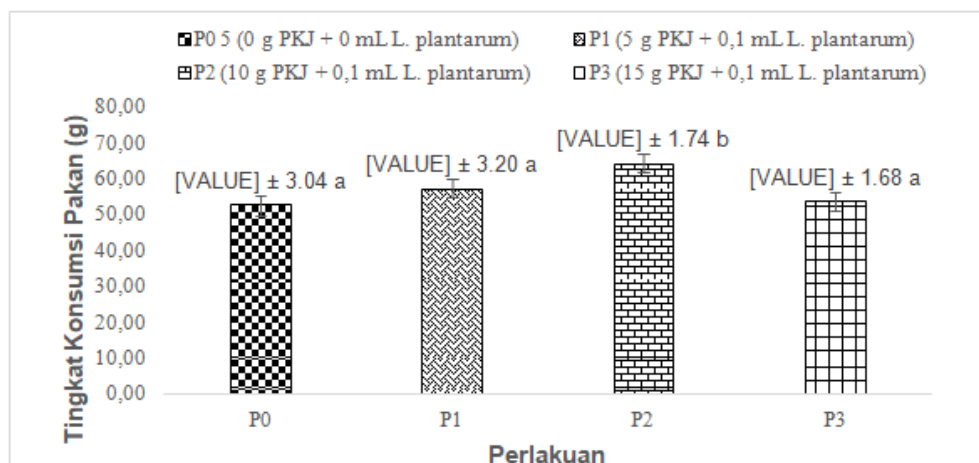 P0 5 (0 g PKJ + 0 mL L. plantarum) P1 (5 g PKJ + 0,1 mL L. plantarum)
P2 (10 g PKJ + 0,1 mL L. plantarum) P3 (15 g PKJ + 0,1 mL L. plantarum)
Tingkat Konsumsi Pakan (g)
80,00
70,00
60,00
50,00
40,00
30,00
20,00
10,00
0,00
[VALUE] ± 3.04 a
[VALUE] ± 3.20 a
[VALUE] ± 1.74 b
[VALUE] ± 1.68 a
P0 P1 P2 P3
Perlakuan